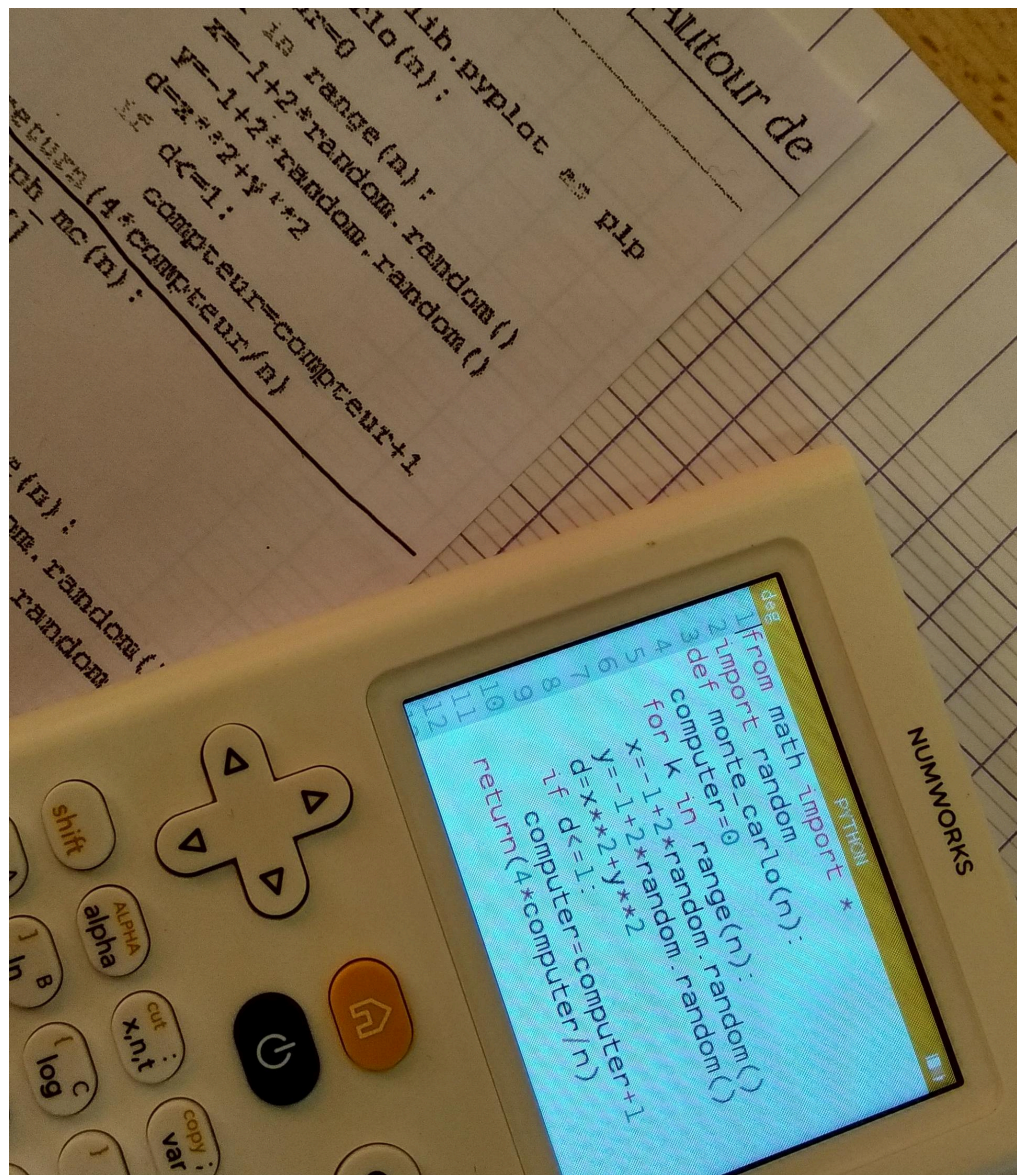 Autour de
lib.pyplot as plp
rlo(n):
ur=0
in range(n):
x=-1+2*random.random()
y=-1+2*random.random()
d=x**2+y**2
if d<=1:
compteur=compteur+1
return(4*compteur/n)
ph_mc(n):
e(n):
om.random(
random
NUMWORKS
deg PYTHON
1 from math import *
2 import random
3 def monte_carlo(n):
4 computer=0
5 for k in range(n):
6 x=-1+2*random.random()
7 y=-1+2*random.random()
8 d=x**2+y**2
9 if d<=1:
10 computer=computer+1
11 return(4*computer/n)
12
shift
ALPHA
alpha
cut
x,n,t
copy
var
] B
ln
{ C
log
}